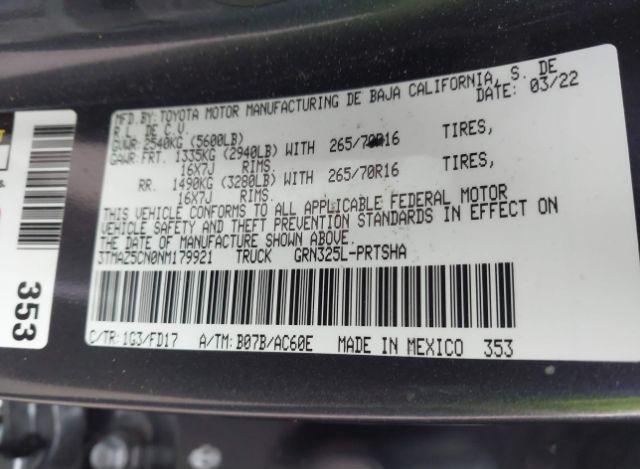 MFD.BY:TOYOTA MOTOR MANUFACTURING DE BAJA CALIFORNIA, S. DE
R.L. DE C.V. DATE: 03/22
GVWR 2540KG (5600LB)
GAWR:FRT. 1335KG (2940LB) WITH 265/70R16 TIRES,
16X7J RIMS.
RR. 1490KG (3280LB) WITH 265/70R16 TIRES,
16X7J RIMS.
THIS VEHICLE CONFORMS TO ALL APPLICABLE FEDERAL MOTOR
VEHICLE SAFETY AND THEFT PREVENTION STANDARDS IN EFFECT ON
THE DATE OF MANUFACTURE SHOWN ABOVE.
3TMAZ5CN0NM179921 TRUCK GRN325L-PRTSHA
C/TR:1G3/FD17 A/TM:B07B/AC60E MADE IN MEXICO 353
353